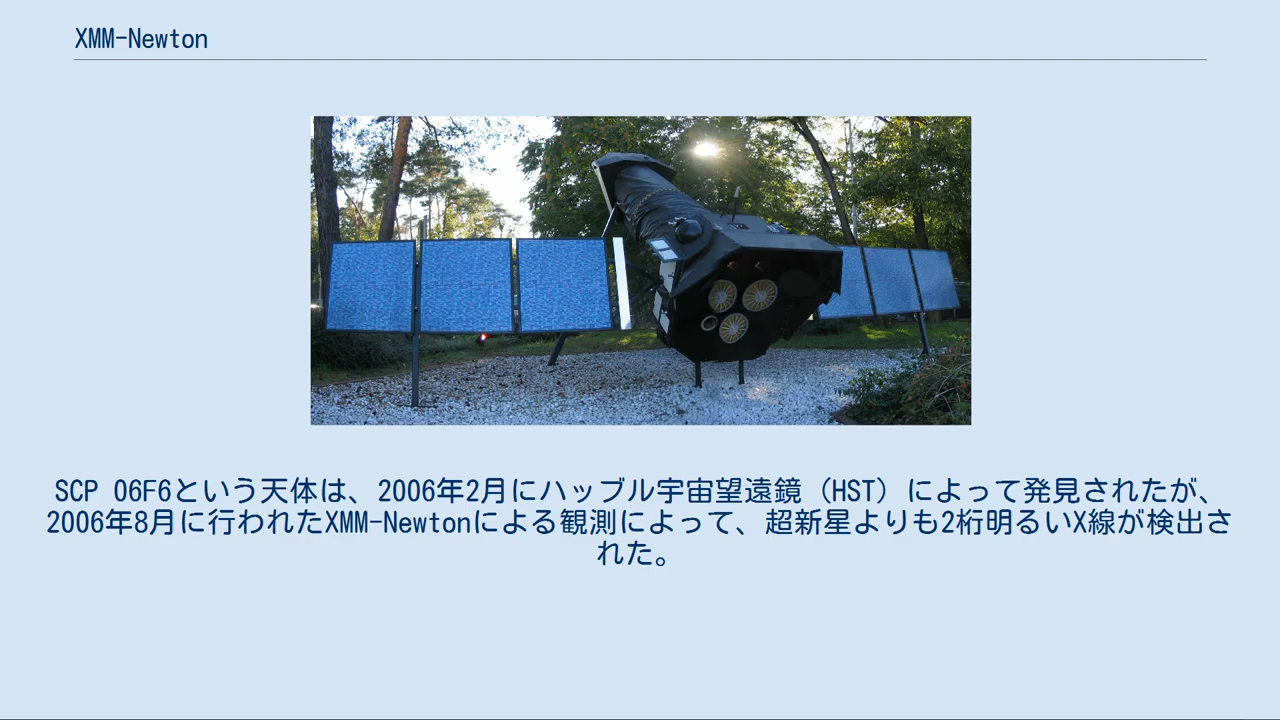 XMM-Newton
SCP 06F6という天体は、2006年2月にハッブル宇宙望遠鏡（HST）によって発見されたが、
2006年8月に行われたXMM-Newtonによる観測によって、超新星よりも2桁明るいX線が検出さ
れた。